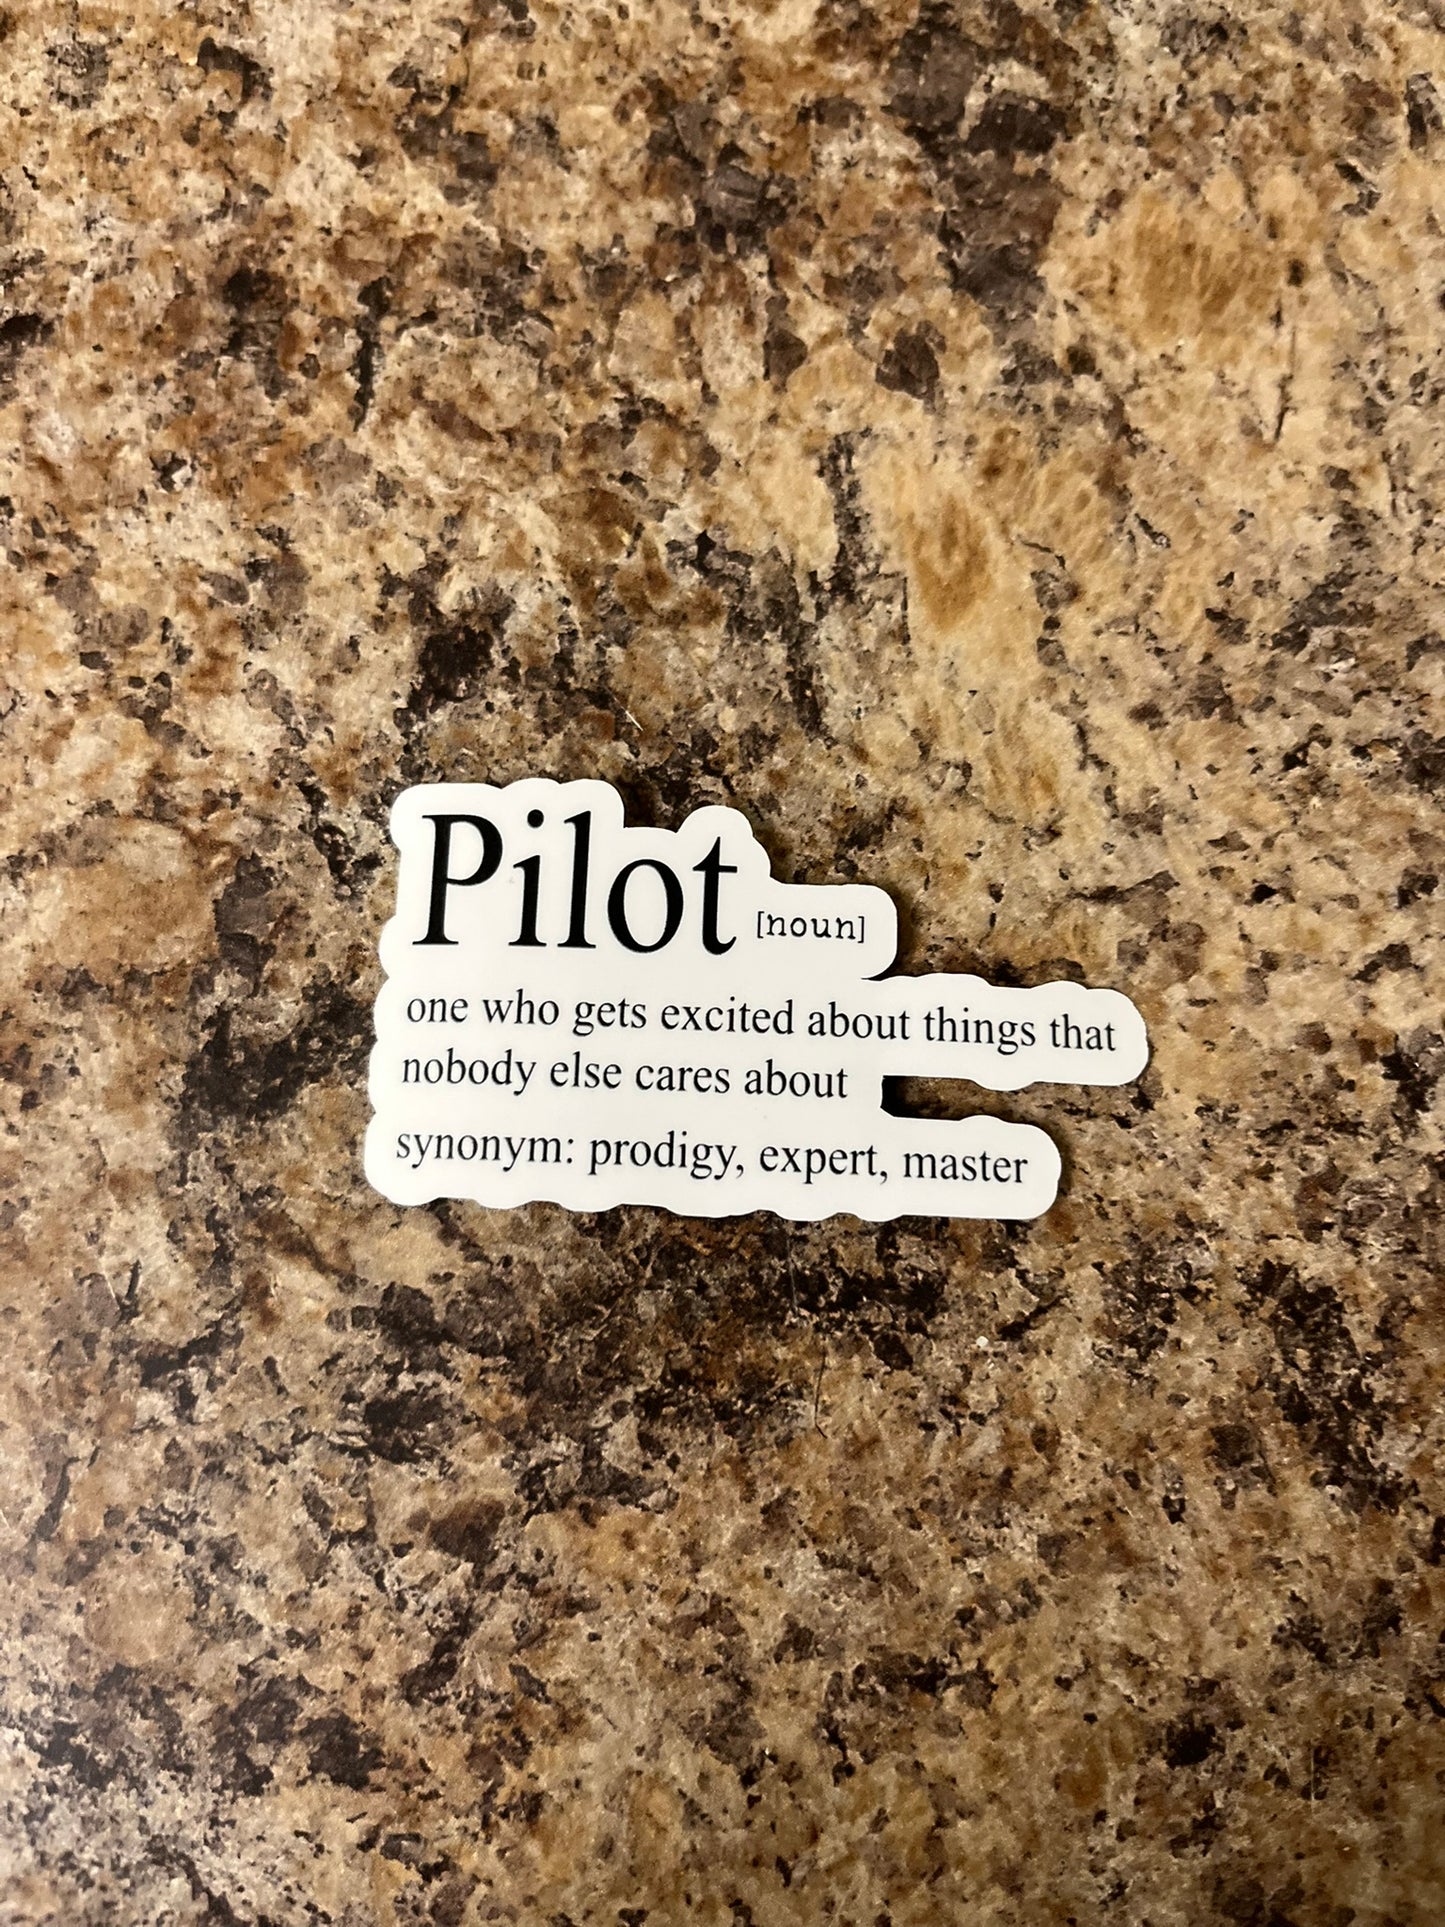 Pilot [noun]
one who gets excited about things that
nobody else cares about
synonym: prodigy, expert, master